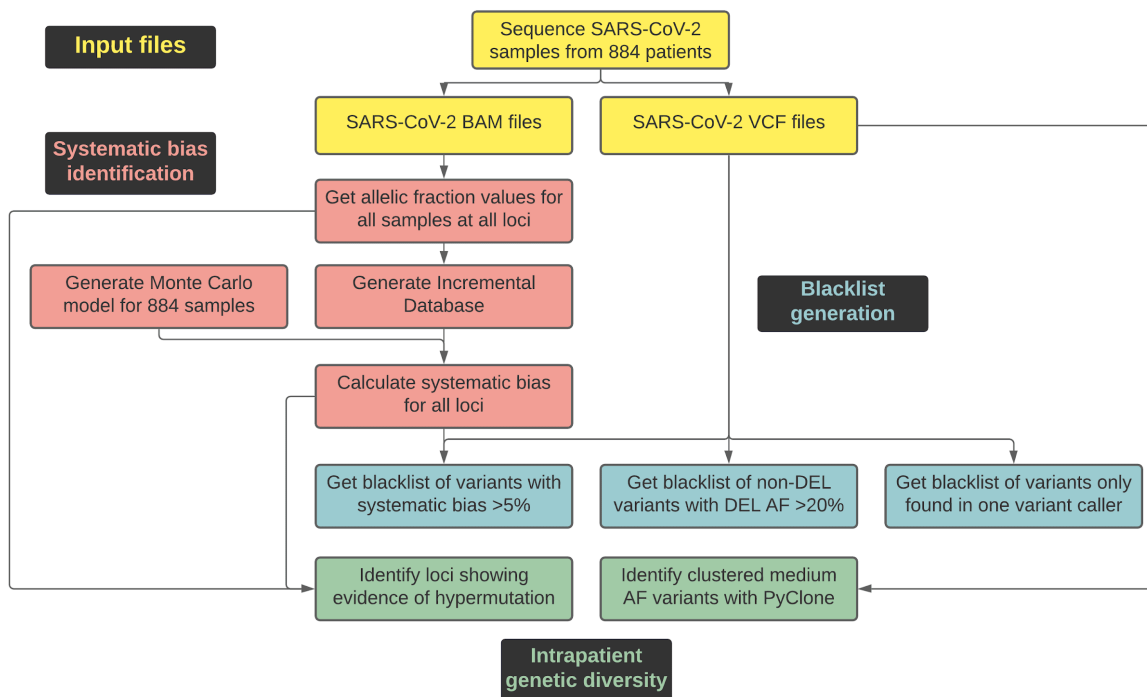 Sequence SARS-CoV-2
samples from 884 patients
Input files
SARS-CoV-2 BAM files
SARS-CoV-2 VCF files
Systematic bias
identification
Get allelic fraction values for
all samples at all loci
Generate Monte Carlo
model for 884 samples
Generate Incremental
Database
Blacklist
generation
Calculate systematic bias
for all loci
Get blacklist of variants with
systematic bias >5%
Get blacklist of non-DEL
variants with DEL AF >20%
Get blacklist of variants only
found in one variant caller
Identify loci showing
evidence of hypermutation
Identify clustered medium
AF variants with PyClone
Intrapatient
genetic diversity